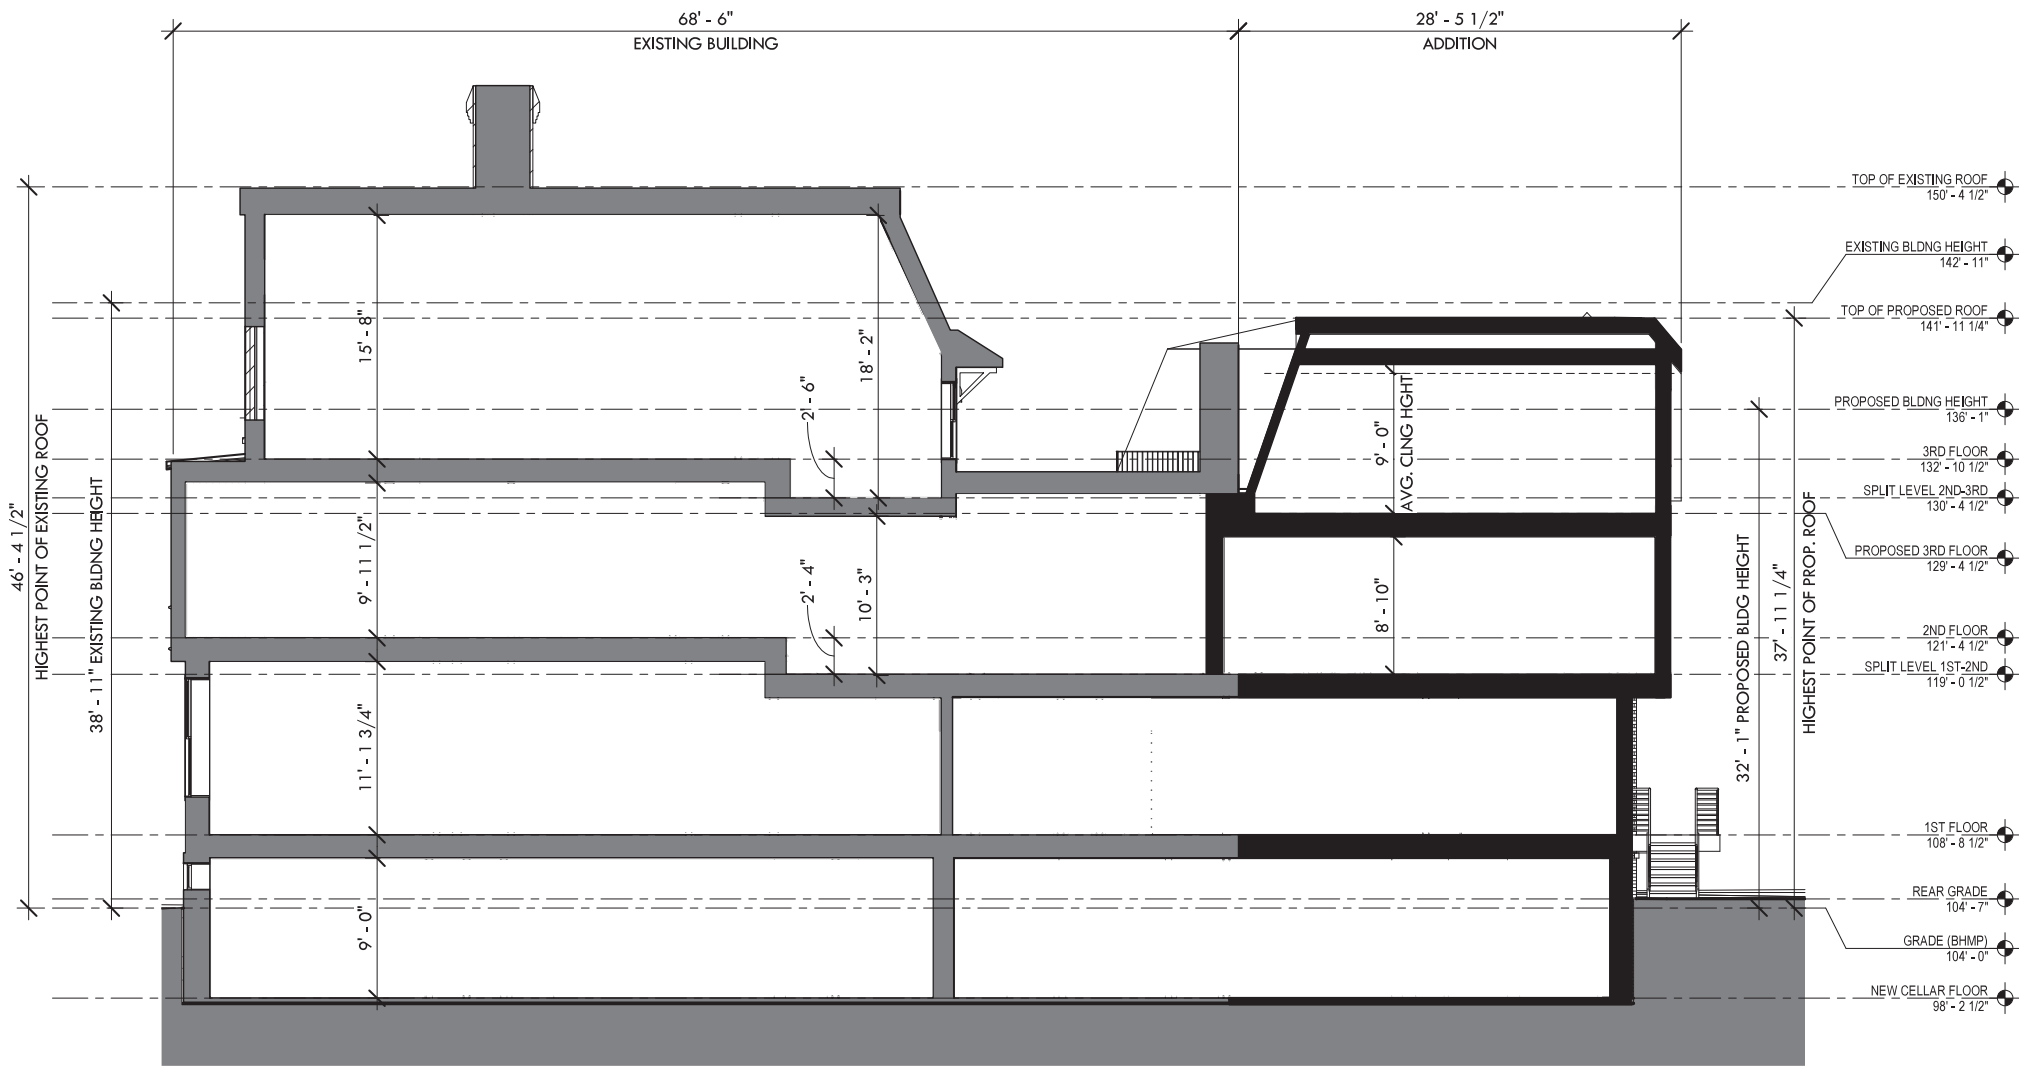 68' - 6"
EXISTING BUILDING
28' - 5 1/2"
ADDITION
TOP OF EXISTING ROOF
150' - 4 1/2"
EXISTING BLDNG HEIGHT
142' - 11"
TOP OF PROPOSED ROOF
141' - 11 1/4"
PROPOSED BLDNG HEIGHT
136' - 1"
3RD FLOOR
132' - 10 1/2"
SPLIT LEVEL 2ND-3RD
130' - 4 1/2"
PROPOSED 3RD FLOOR
129' - 4 1/2"
2ND FLOOR
121' - 4 1/2"
SPLIT LEVEL 1ST-2ND
119' - 0 1/2"
1ST FLOOR
108' - 8 1/2"
REAR GRADE
104' - 7"
GRADE (BHMP)
104' - 0"
NEW CELLAR FLOOR
98' - 2 1/2"
46' - 4 1/2"
HIGHEST POINT OF EXISTING ROOF
38' - 11" EXISTING BLDNG HEIGHT
15' - 8"
9' - 11 1/2"
11' - 1 3/4"
9' - 0"
2' - 6"
2' - 4"
18' - 2"
10' - 3"
9' - 0"
AVG. CLNG HGHT
8' - 10"
32' - 1" PROPOSED BLDG HEIGHT
37' - 11 1/4"
HIGHEST POINT OF PROP. ROOF